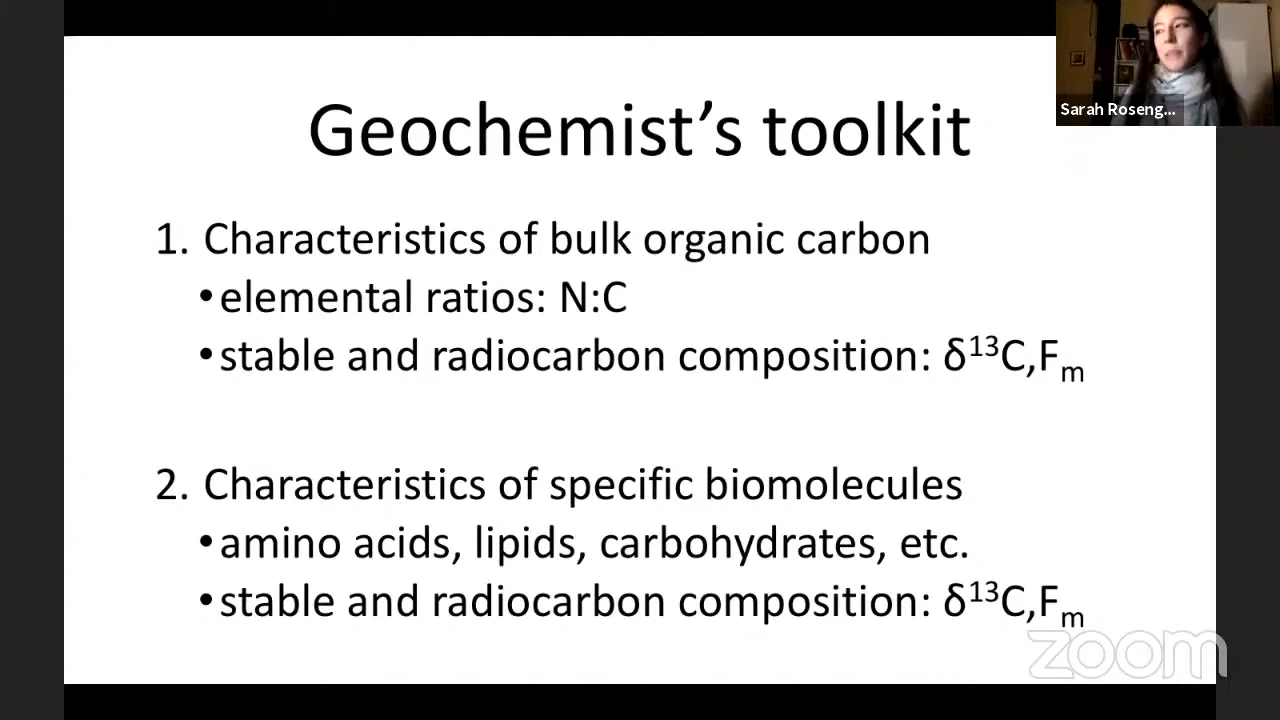 Sarah Roseng...
Geochemist’s toolkit
1. Characteristics of bulk organic carbon
•elemental ratios: N:C
•stable and radiocarbon composition: δ¹³C,Fₘ
2. Characteristics of specific biomolecules
•amino acids, lipids, carbohydrates, etc.
•stable and radiocarbon composition: δ¹³C,Fₘ
zoom